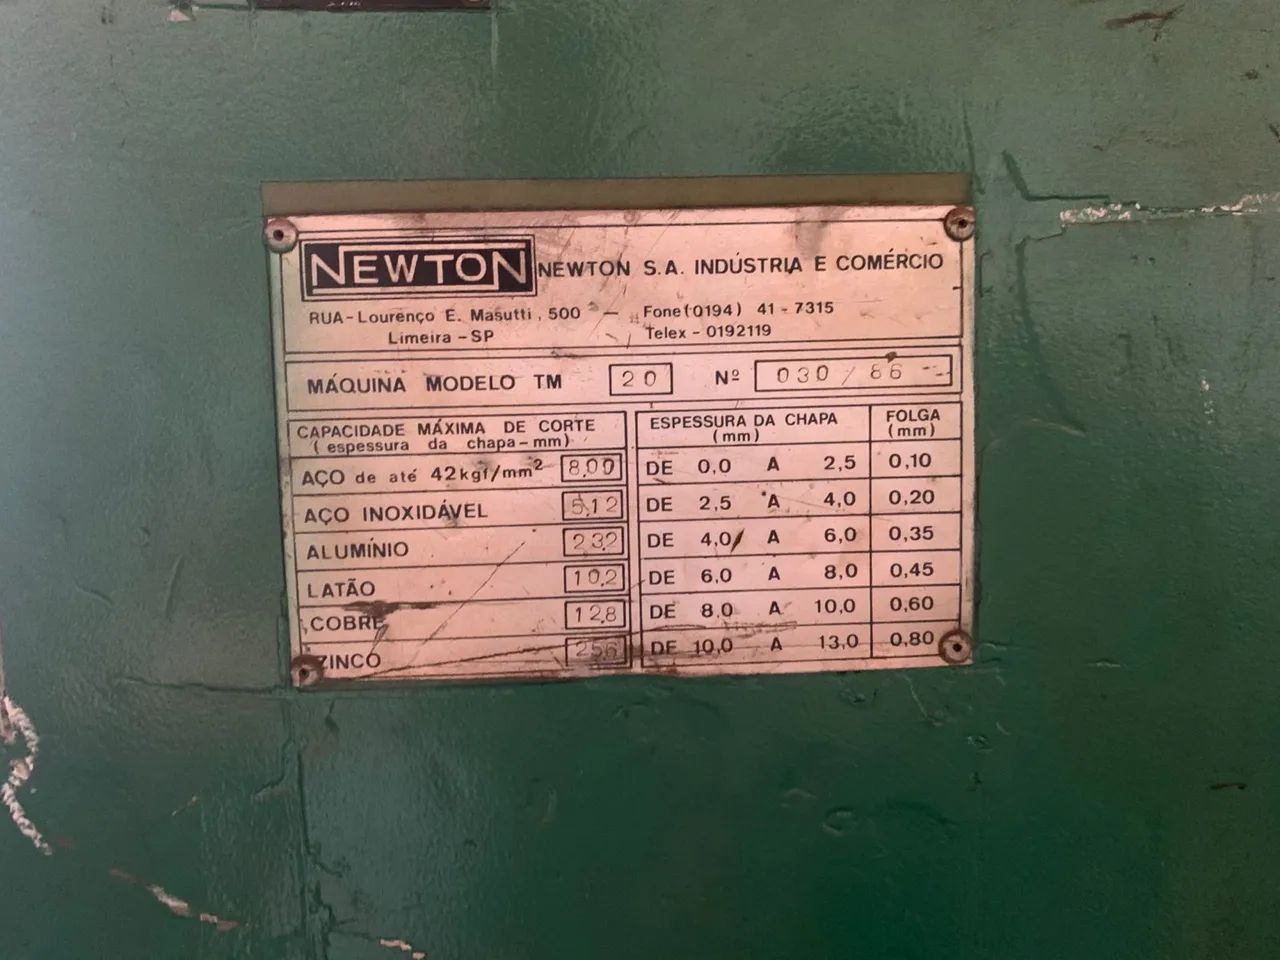 NEWTON NEWTON S.A. INDÚSTRIA E COMÉRCIO
RUA-Lourenço E. Masutti, 500 — Fone(0194) 41-7315
Limeira-SP Telex-0192119
MÁQUINA MODELO TM 20 Nº 030/86
CAPACIDADE MÁXIMA DE CORTE
(espessura da chapa-mm)
AÇO de até 42kgf/mm² 8,00
AÇO INOXIDÁVEL 5,12
ALUMÍNIO 23,2
LATÃO 10,2
COBRE 12,8
ZINCO 25,6
ESPESSURA DA CHAPA FOLGA
(mm) (mm)
DE 0,0 A 2,5 0,10
DE 2,5 A 4,0 0,20
DE 4,0 A 6,0 0,35
DE 6,0 A 8,0 0,45
DE 8,0 A 10,0 0,60
DE 10,0 A 13,0 0,80